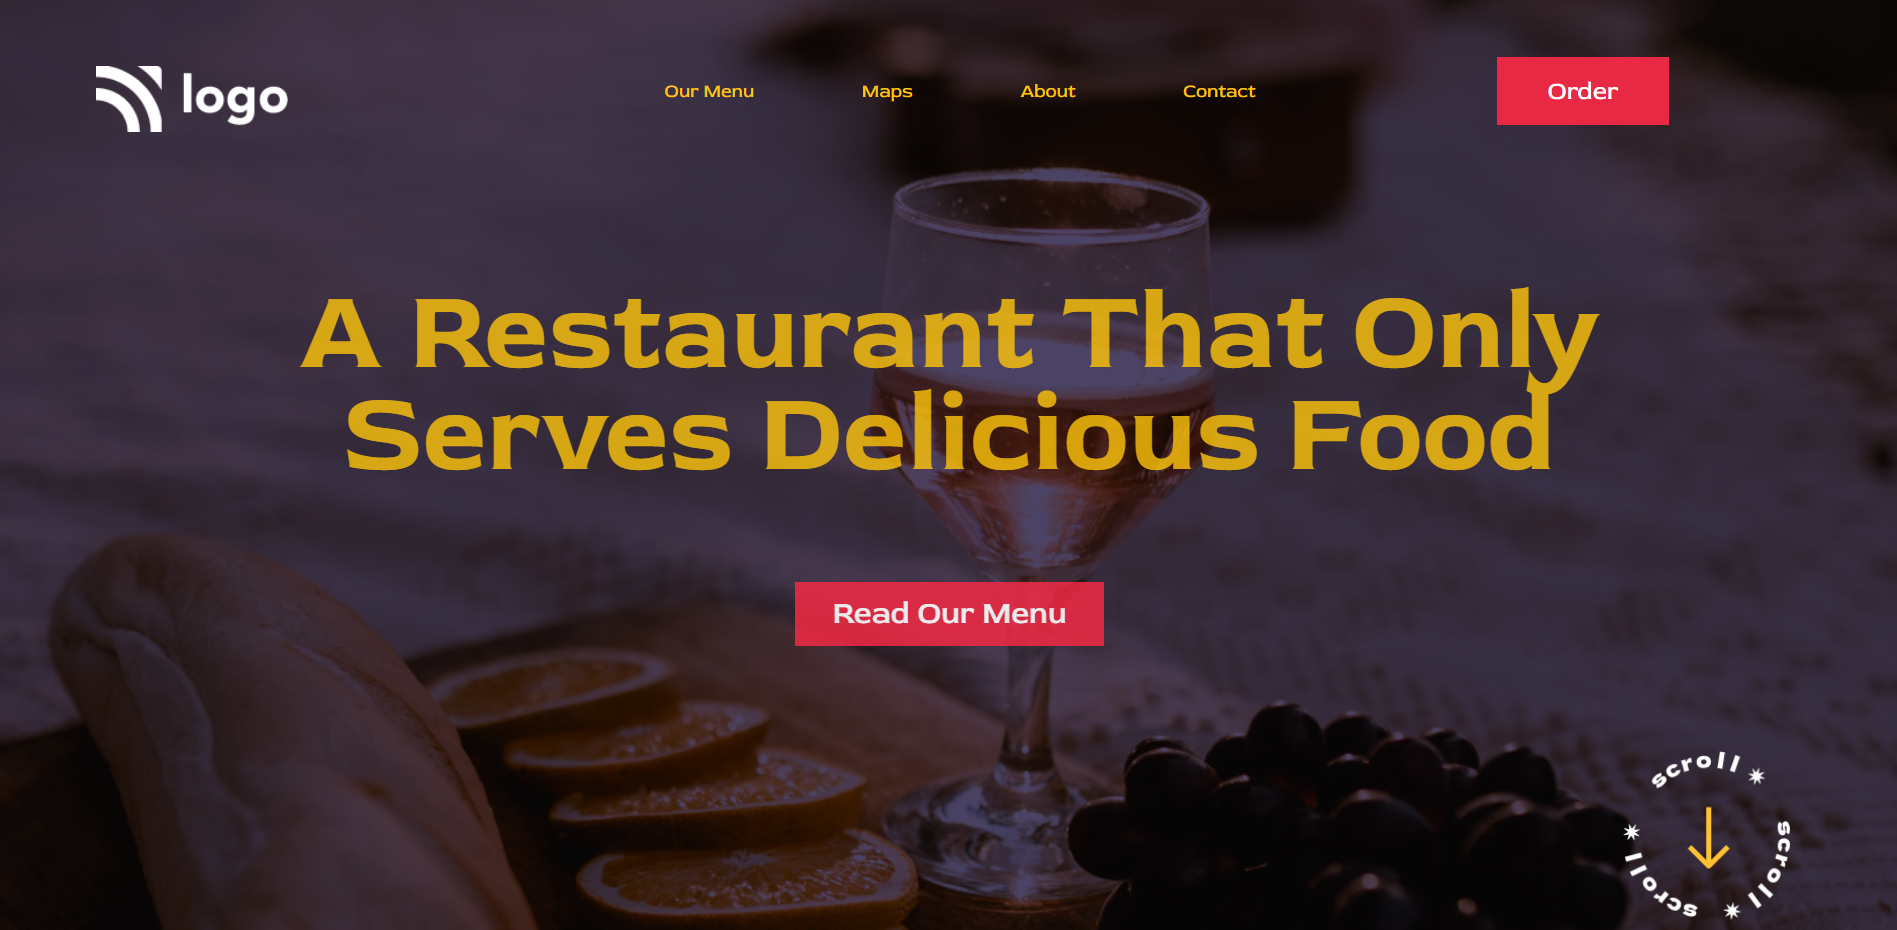 logo
Our Menu
Maps
About
Contact
Order
A Restaurant That Only
Serves Delicious Food
Read Our Menu
scroll
scroll
scroll